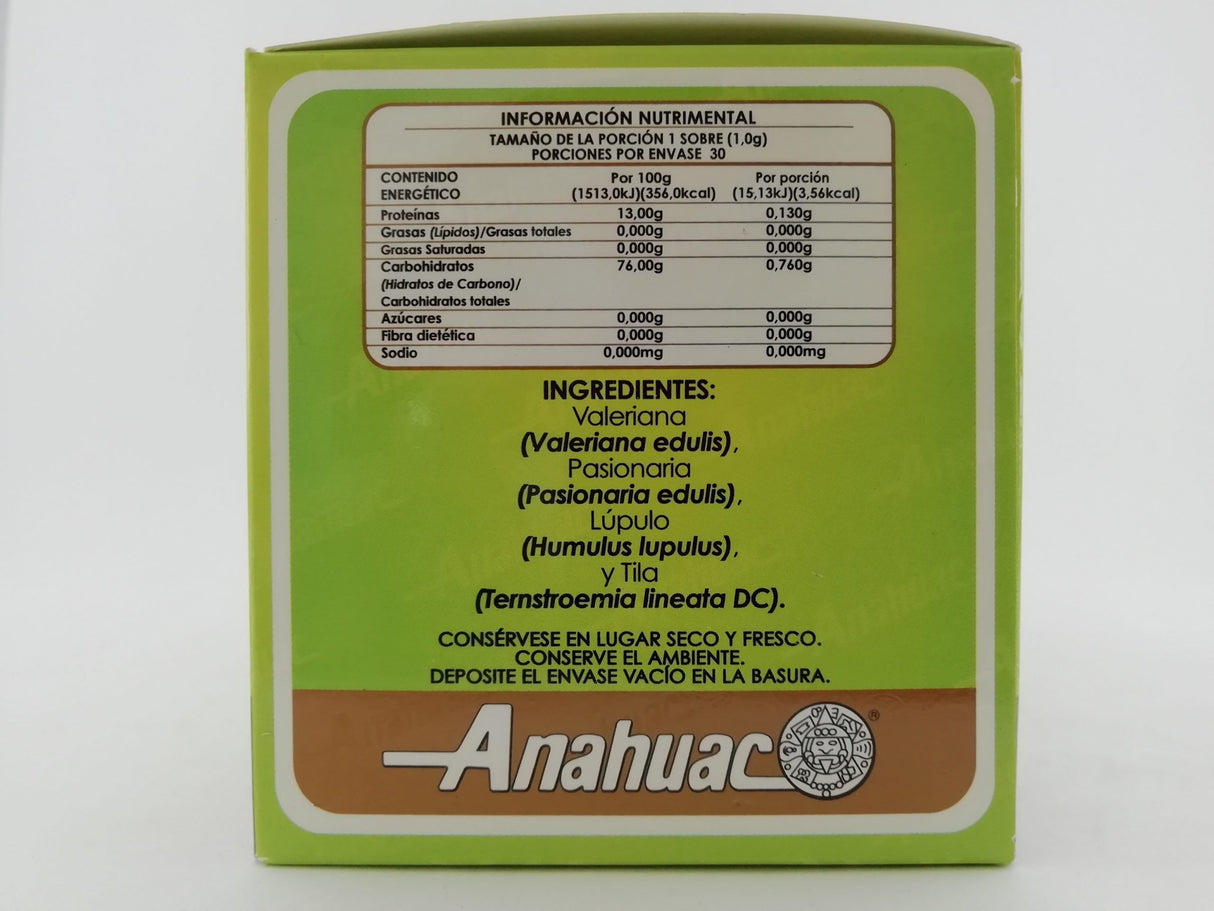 INFORMACIÓN NUTRIMENTAL
TAMAÑO DE LA PORCIÓN 1 SOBRE (1,0g)
PORCIONES POR ENVASE 30
CONTENIDO Por 100g Por porción
ENERGÉTICO (1513,0kJ)(356,0kcal) (15,13kJ)(3,56kcal)
Proteínas 13,00g 0,130g
Grasas (Lípidos)/Grasas totales 0,000g 0,000g
Grasas Saturadas 0,000g 0,000g
Carbohidratos 76,00g 0,760g
(Hidratos de Carbono)/
Carbohidratos totales
Azúcares 0,000g 0,000g
Fibra dietética 0,000g 0,000g
Sodio 0,000mg 0,000mg
INGREDIENTES:
Valeriana
(Valeriana edulis),
Pasionaria
(Pasionaria edulis),
Lúpulo
(Humulus lupulus),
y Tila
(Ternstroemia lineata DC).
CONSÉRVESE EN LUGAR SECO Y FRESCO.
CONSERVE EL AMBIENTE.
DEPOSITE EL ENVASE VACÍO EN LA BASURA.
Anahuac ®